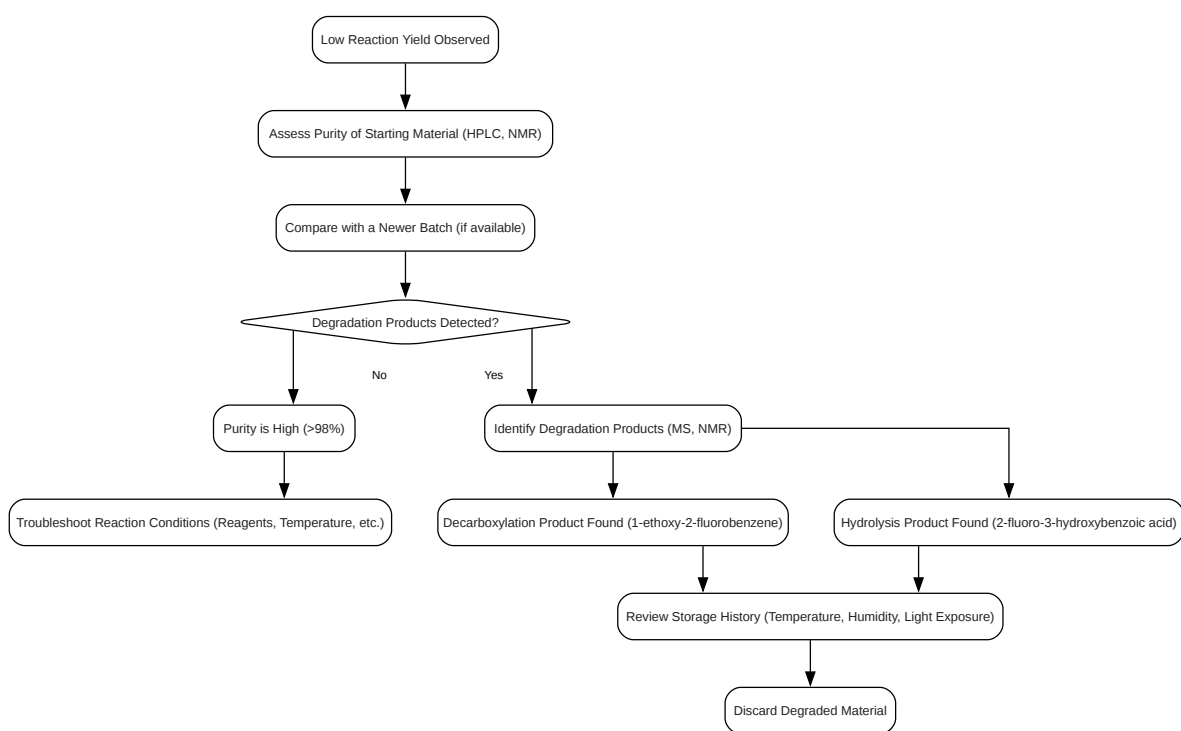 Low Reaction Yield Observed
Assess Purity of Starting Material (HPLC, NMR)
Compare with a Newer Batch (if available)
Degradation Products Detected?
No
Yes
Purity is High (>98%)
Identify Degradation Products (MS, NMR)
Troubleshoot Reaction Conditions (Reagents, Temperature, etc.)
Decarboxylation Product Found (1-ethoxy-2-fluorobenzene)
Hydrolysis Product Found (2-fluoro-3-hydroxybenzoic acid)
Review Storage History (Temperature, Humidity, Light Exposure)
Discard Degraded Material